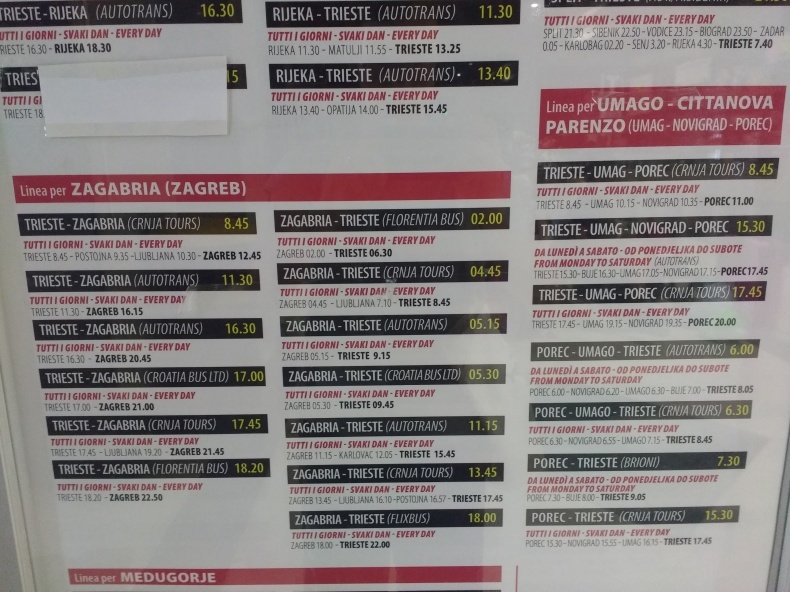 TRIESTE - RIJEKA (AUTOTRANS) 16.30
TUTTI I GIORNI - SVAKI DAN - EVERY DAY
TRIESTE 16.30 - RIJEKA 18.30
TRIES 15
TUTTI I GI
TRIESTE 18
RIJEKA - TRIESTE (AUTOTRANS) 11.30
TUTTI I GIORNI - SVAKI DAN - EVERY DAY
RIJEKA 11.30 - MATULJI 11.55 - TRIESTE 13.25
RIJEKA - TRIESTE (AUTOTRANS) 13.40
TUTTI I GIORNI - SVAKI DAN - EVERY DAY
RIJEKA 13.40 - OPATIJA 14.00 - TRIESTE 15.45
Linea per ZAGABRIA (ZAGREB)
TRIESTE - ZAGABRIA (CRNJA TOURS) 8.45
TUTTI I GIORNI - SVAKI DAN - EVERY DAY
TRIESTE 8.45 - POSTOJNA 9.35 - LJUBLJANA 10.30 - ZAGREB 12.45
TRIESTE - ZAGABRIA (AUTOTRANS) 11.30
TUTTI I GIORNI - SVAKI DAN - EVERY DAY
TRIESTE 11.30 - ZAGREB 16.15
TRIESTE - ZAGABRIA (AUTOTRANS) 16.30
TUTTI I GIORNI - SVAKI DAN - EVERY DAY
TRIESTE 16.30 - ZAGREB 20.45
TRIESTE - ZAGABRIA (CROATIA BUS LTD) 17.00
TUTTI I GIORNI - SVAKI DAN - EVERY DAY
TRIESTE 17.00 - ZAGREB 21.00
TRIESTE - ZAGABRIA (CRNJA TOURS) 17.45
TUTTI I GIORNI - SVAKI DAN - EVERY DAY
TRIESTE 17.45 - LJUBLJANA 19.20 - ZAGREB 21.45
TRIESTE - ZAGABRIA (FLORENTIA BUS) 18.20
TUTTI I GIORNI - SVAKI DAN - EVERY DAY
TRIESTE 18.20 - ZAGREB 22.50
ZAGABRIA - TRIESTE (FLORENTIA BUS) 02.00
TUTTI I GIORNI - SVAKI DAN - EVERY DAY
ZAGREB 02.00 - TRIESTE 06.30
ZAGABRIA - TRIESTE (CRNJA TOURS) 04.45
TUTTI I GIORNI - SVAKI DAN - EVERY DAY
ZAGREB 04.45 - LJUBLJANA 7.10 - TRIESTE 8.45
ZAGABRIA - TRIESTE (AUTOTRANS) 05.15
TUTTI I GIORNI - SVAKI DAN - EVERY DAY
ZAGREB 05.15 - TRIESTE 9.15
ZAGABRIA - TRIESTE (CROATIA BUS LTD) 05.30
TUTTI I GIORNI - SVAKI DAN - EVERY DAY
ZAGREB 05.30 - TRIESTE 09.45
ZAGABRIA - TRIESTE (AUTOTRANS) 11.15
TUTTI I GIORNI - SVAKI DAN - EVERY DAY
ZAGREB 11.15 - KARLOVAC 12.05 - TRIESTE 15.45
ZAGABRIA - TRIESTE (CRNJA TOURS) 13.45
TUTTI I GIORNI - SVAKI DAN - EVERY DAY
ZAGREB 13.45 - LJUBLJANA 16.10 - POSTOJNA 16.57 - TRIESTE 17.45
ZAGABRIA - TRIESTE (FLIXBUS) 18.00
TUTTI I GIORNI - SVAKI DAN - EVERY DAY
ZAGREB 18.00 - TRIESTE 22.00
Linea per MEDUGORJE
TUTTI I GIORNI - SVAKI DAN - EVERY DAY
SPLIT 21.30 - SIBENIK 22.50 - VODICE 23.15 - BIOGRAD 23.50 - ZADAR
0.05 - KARLOBAG 02.20 - SENJ 3.20 - RIJEKA 4.30 - TRIESTE 7.40
Linea per UMAGO - CITTANOVA
PARENZO (UMAG - NOVIGRAD - POREC)
TRIESTE - UMAG - POREC (CRNJA TOURS) 8.45
TUTTI I GIORNI - SVAKI DAN - EVERY DAY
TRIESTE 8.45 - UMAG 10.15 - NOVIGRAD 10.35 - POREC 11.00
TRIESTE - UMAG - NOVIGRAD - POREC 15.30
DA LUNEDÌ A SABATO - OD PONEDJELJKA DO SUBOTE
FROM MONDAY TO SATURDAY (AUTOTRANS)
TRIESTE 15.30 - BUJE 16.30 - UMAG 17.05 - NOVIGRAD 17.15 - POREC 17.45
TRIESTE - UMAG - POREC (CRNJA TOURS) 17.45
TUTTI I GIORNI - SVAKI DAN - EVERY DAY
TRIESTE 17.45 - UMAG 19.15 - NOVIGRAD 19.35 - POREC 20.00
POREC - UMAGO - TRIESTE (AUTOTRANS) 6.00
DA LUNEDÌ A SABATO - OD PONEDJELJKA DO SUBOTE
FROM MONDAY TO SATURDAY
POREC 6.00 - NOVIGRAD 6.20 - UMAGO 6.30 - BUJE 7.00 - TRIESTE 8.05
POREC - UMAGO - TRIESTE (CRNJA TOURS) 6.30
TUTTI I GIORNI - SVAKI DAN - EVERY DAY
POREC 6.30 - NOVIGRAD 6.55 - UMAGO 7.15 - TRIESTE 8.45
POREC - TRIESTE (BRIONI) 7.30
DA LUNEDÌ A SABATO - OD PONEDJELJKA DO SUBOTE
FROM MONDAY TO SATURDAY
POREC 7.30 - BUJE 8.00 - TRIESTE 9.05
POREC - TRIESTE (CRNJA TOURS) 15.30
TUTTI I GIORNI - SVAKI DAN - EVERY DAY
POREC 15.30 - NOVIGRAD 15.55 - UMAG 16.15 - TRIESTE 17.45